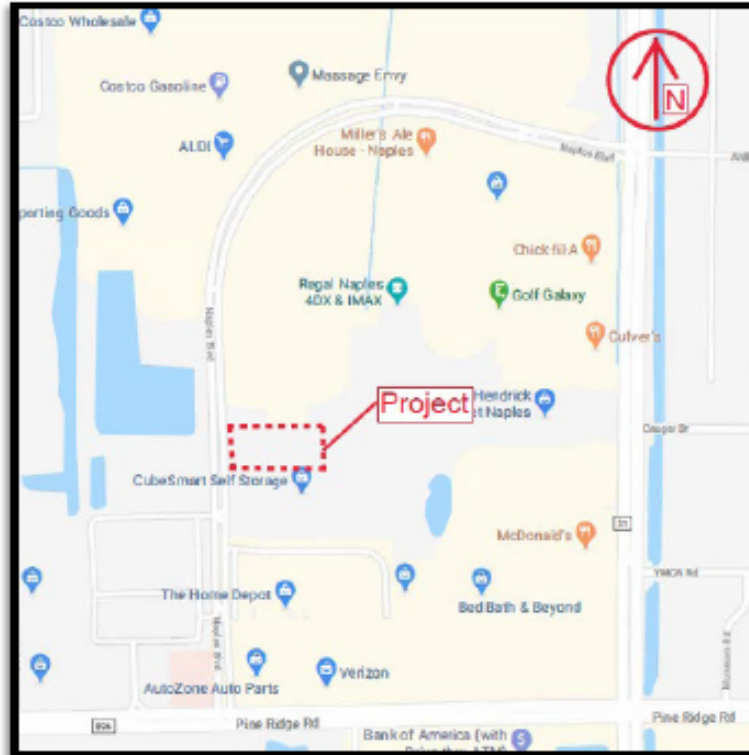 Costco Wholesale
Costco Gasoline
Massage Envy
N
ALDI
Miller's Ale
House - Naples
Naples Blvd
porting Goods
Chick-fil-A
Regal Naples
4DX & IMAX
Golf Galaxy
Naples Blvd
Culver's
Project
Hendrick
et Naples
Cougar Dr
CubeSmart Self Storage
31
McDonald's
YMCA Rd
The Home Depot
Bed Bath & Beyond
Naples Blvd
Museum Rd
Verizon
AutoZone Auto Parts
896
Pine Ridge Rd
Pine Ridge Rd
Bank of America (with